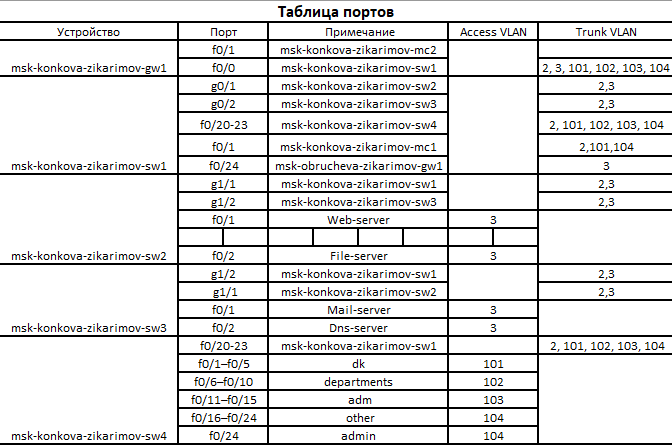 Таблица портов
Устройство Порт Примечание Access VLAN Trunk VLAN
f0/1 msk-konkova-zikarimov-mc2
msk-konkova-zikarimov-gw1 f0/0 msk-konkova-zikarimov-sw1 2, 3, 101, 102, 103, 104
g0/1 msk-konkova-zikarimov-sw2 2,3
g0/2 msk-konkova-zikarimov-sw3 2,3
f0/20-23 msk-konkova-zikarimov-sw4 2, 101, 102, 103, 104
f0/1 msk-konkova-zikarimov-mc1 2,101,104
msk-konkova-zikarimov-sw1 f0/24 msk-obrucheva-zikarimov-gw1 3
g1/1 msk-konkova-zikarimov-sw1 2,3
g1/2 msk-konkova-zikarimov-sw3 2,3
f0/1 Web-server 3
msk-konkova-zikarimov-sw2 f0/2 File-server 3
g1/2 msk-konkova-zikarimov-sw1 2,3
g1/1 msk-konkova-zikarimov-sw2 2,3
f0/1 Mail-server 3
msk-konkova-zikarimov-sw3 f0/2 Dns-server 3
f0/20-23 msk-konkova-zikarimov-sw1 2, 101, 102, 103, 104
f0/1–f0/5 dk 101
f0/6–f0/10 departments 102
f0/11–f0/15 adm 103
f0/16–f0/24 other 104
msk-konkova-zikarimov-sw4 f0/24 admin 104